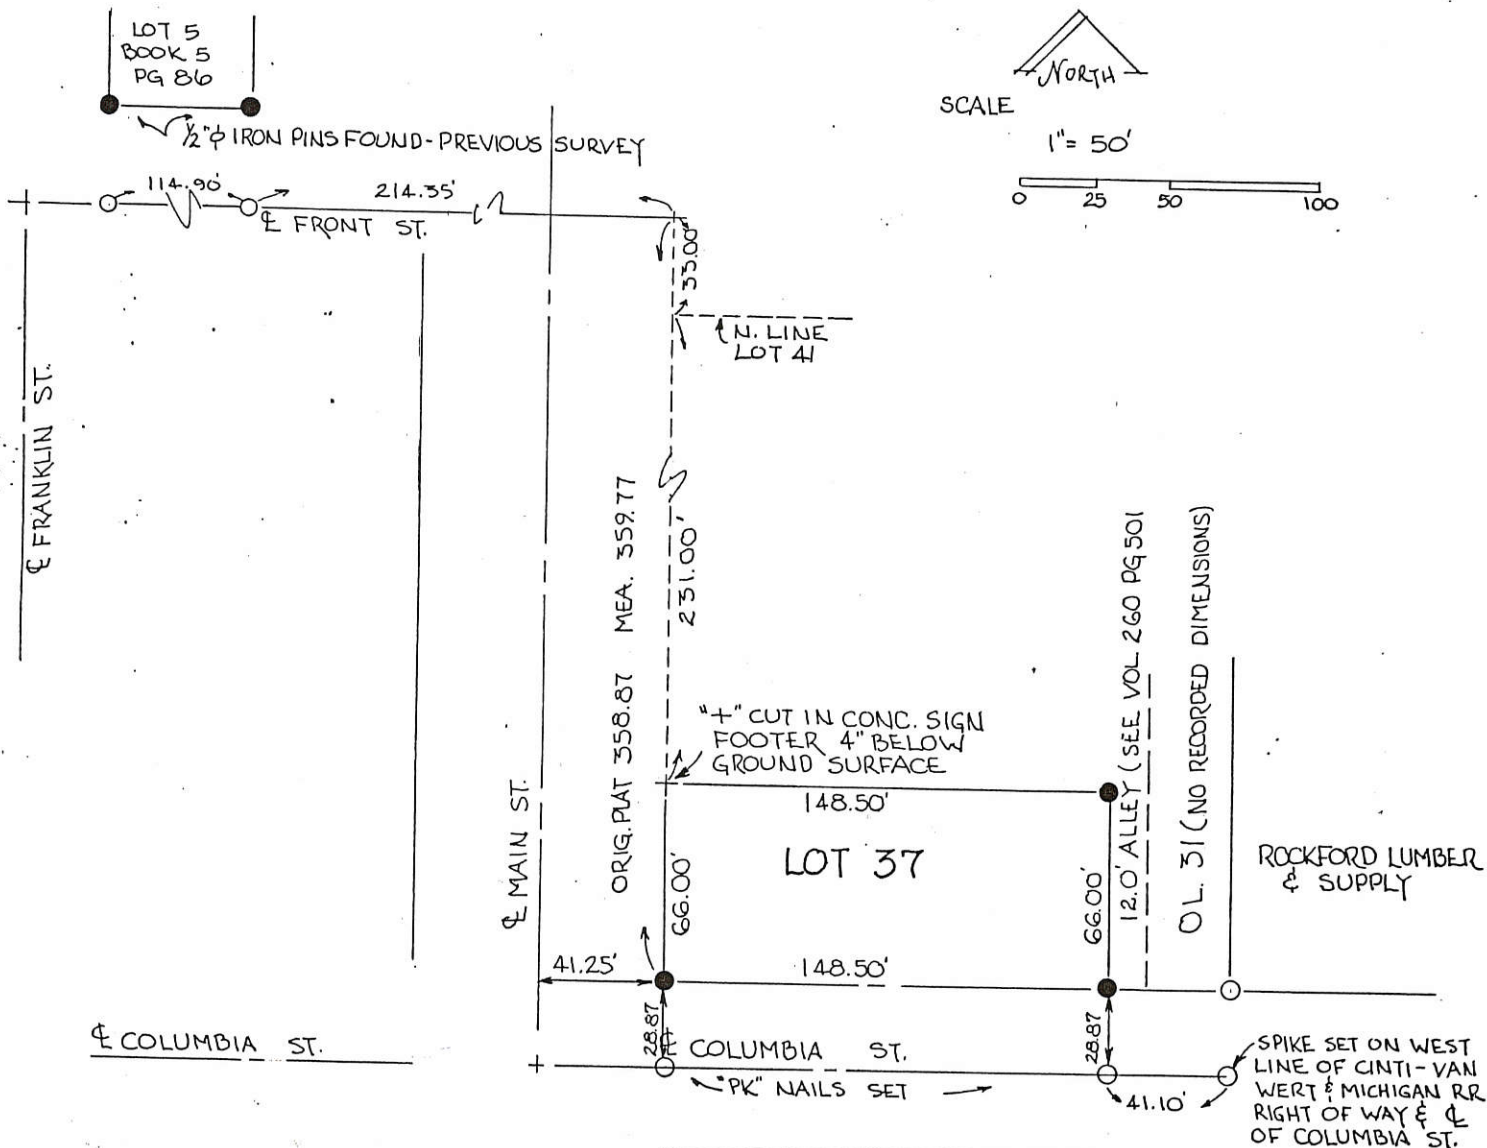 LOT 5
BOOK 5
PG 86
½"ϕ IRON PINS FOUND-PREVIOUS SURVEY
NORTH
SCALE
1" = 50'
0 25 50 100
114.90'
214.35'
℄ FRONT ST.
33.00'
N. LINE
LOT 41
℄ FRANKLIN ST.
℄ MAIN ST.
ORIG. PLAT 358.87 MEA. 359.77
231.00'
"+" CUT IN CONC. SIGN
FOOTER 4" BELOW
GROUND SURFACE
148.50'
LOT 37
66.00'
66.00'
12.0' ALLEY (SEE VOL 260 PG 501
O.L. 31 (NO RECORDED DIMENSIONS)
ROCKFORD LUMBER
& SUPPLY
41.25'
148.50'
28.87
28.87
℄ COLUMBIA ST.
℄ COLUMBIA ST.
"PK" NAILS SET
41.10'
SPIKE SET ON WEST
LINE OF CINTI-VAN
WERT & MICHIGAN RR
RIGHT OF WAY & ℄
OF COLUMBIA ST.